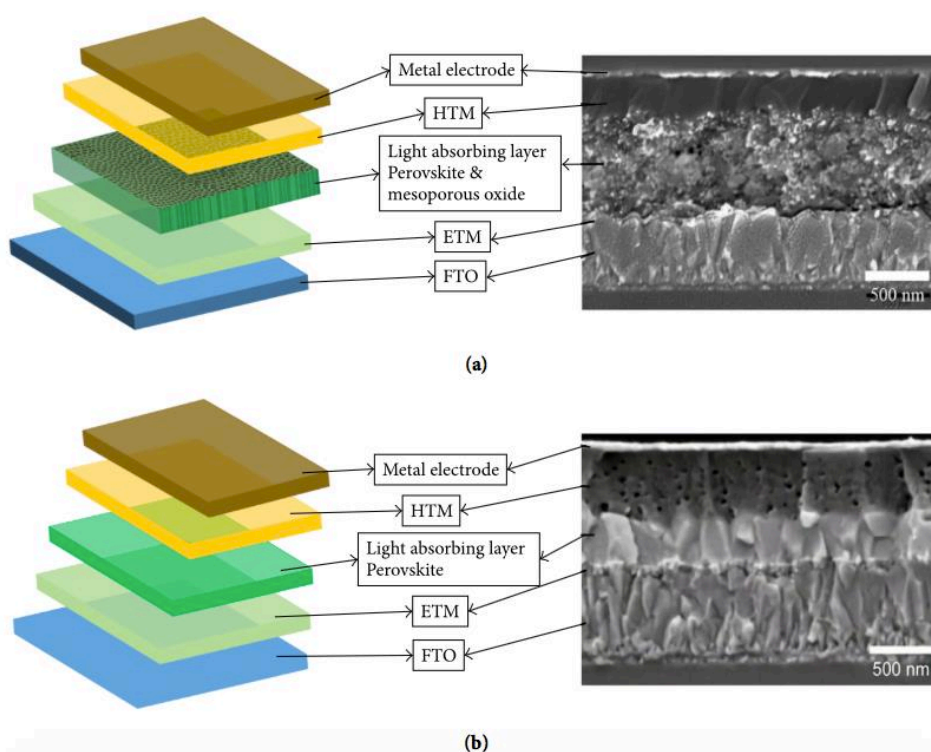 Metal electrode
HTM
Light absorbing layer
Perovskite &
mesoporous oxide
ETM
FTO
500 nm
(a)
Metal electrode
HTM
Light absorbing layer
Perovskite
ETM
FTO
500 nm
(b)